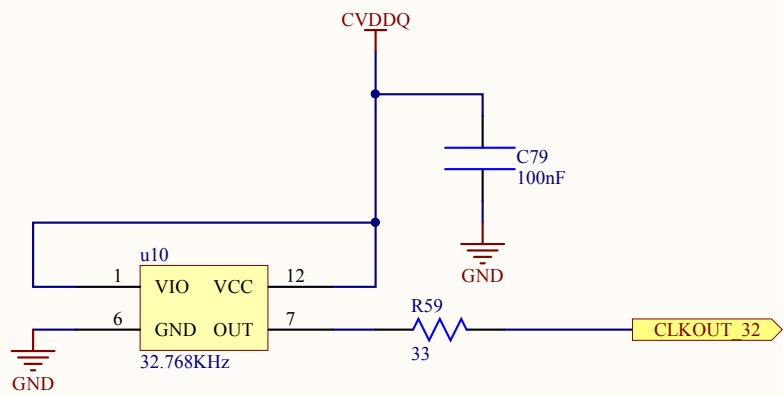 CVDDQ
C79
100nF
GND
u10
1 VIO VCC 12
6 GND OUT 7
32.768KHz
GND
R59
33
CLKOUT_32